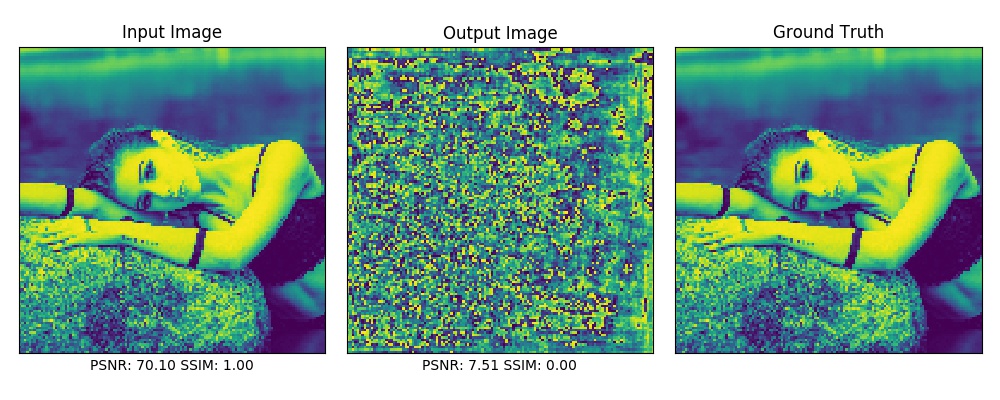 Input Image
Output Image
Ground Truth
PSNR: 70.10 SSIM: 1.00
PSNR: 7.51 SSIM: 0.00